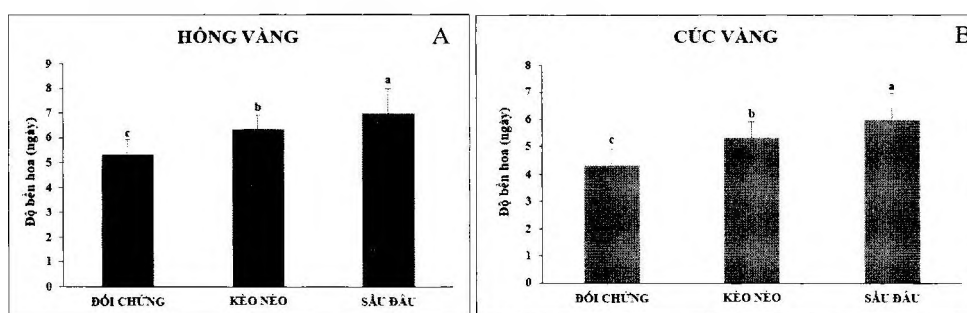 HỒNG VÀNG
A
Độ bền hoa (ngày)
9
8
7
6
5
4
3
2
1
0
c
b
a
ĐỐI CHỨNG KÈO NÈO SẦU ĐÂU
CÚC VÀNG
B
Độ bền hoa (ngày)
8
7
6
5
4
3
2
1
0
c
b
a
ĐỐI CHỨNG KÈO NÈO SẦU ĐÂU